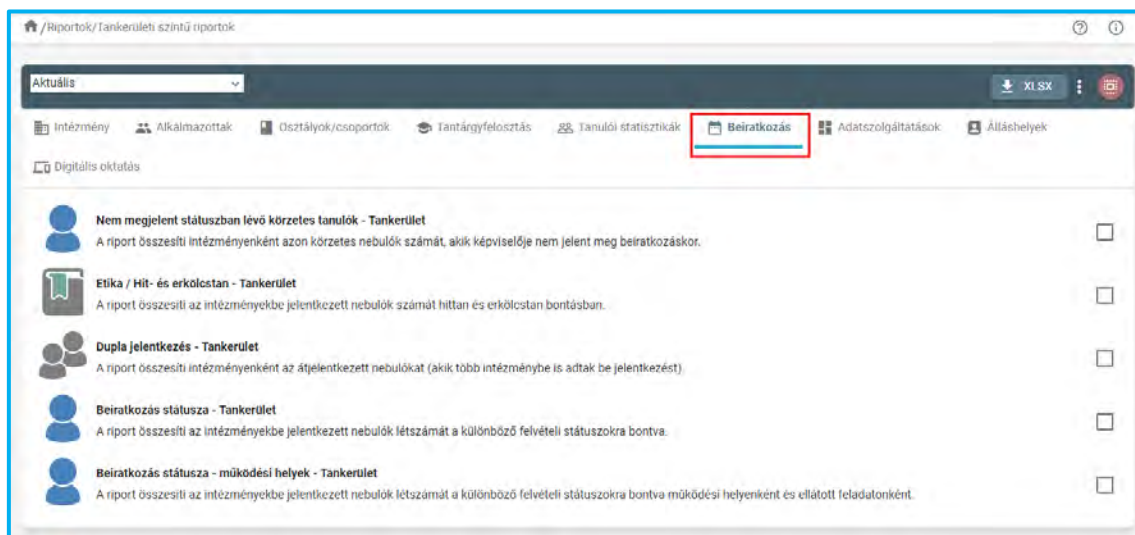 /Riportok/Tankerületi szintű riportok
Aktuális
XLSX
Intézmény Alkalmazottak Osztályok/csoportok Tantárgyfelosztás Tanulói statisztikák Beiratkozás Adatszolgáltatások Álláshelyek
Digitális oktatás
Nem megjelent státuszban lévő körzetes tanulók - Tankerület
A riport összesíti intézményenként azon körzetes nebulók számát, akik képviselője nem jelent meg beiratkozáskor.
Etika / Hit- és erkölcstan - Tankerület
A riport összesíti az intézményekbe jelentkezett nebulók számát hittan és erkölcstan bontásban.
Dupla jelentkezés - Tankerület
A riport összesíti intézményenként az átjelentkezett nebulókat (akik több intézménybe is adtak be jelentkezést).
Beiratkozás státusza - Tankerület
A riport összesíti az intézményekbe jelentkezett nebulók létszámát a különböző felvételi státuszokra bontva.
Beiratkozás státusza - működési helyek - Tankerület
A riport összesíti az intézményekbe jelentkezett nebulók létszámát a különböző felvételi státuszokra bontva működési helyenként és ellátott feladatonként.